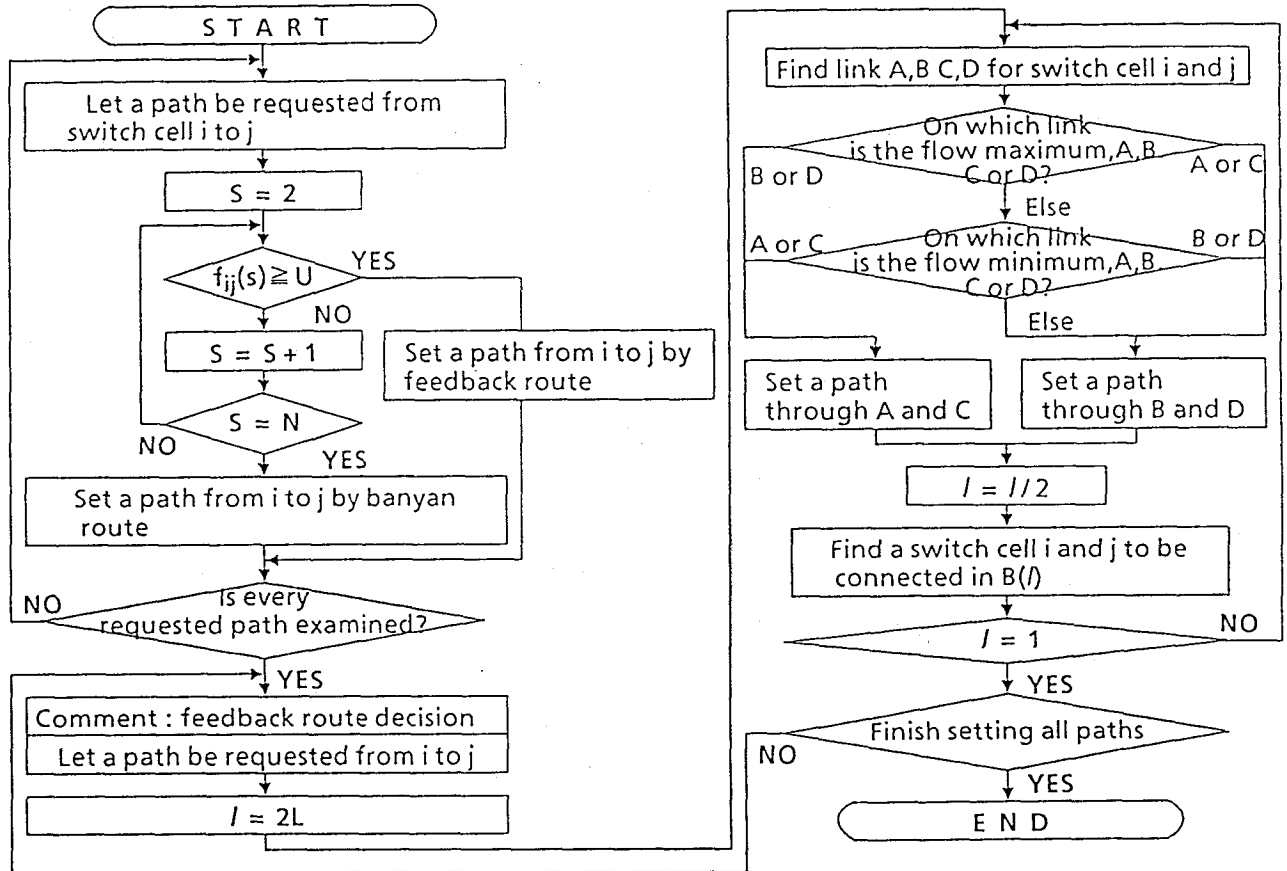 START
Let a path be requested from
switch cell i to j
S = 2
fij(s) ≧ U
YES
NO
S = S + 1
Set a path from i to j by
feedback route
S = N
NO
YES
Set a path from i to j by banyan
route
Is every
requested path examined?
NO
YES
Comment : feedback route decision
Let a path be requested from i to j
l = 2L
Find link A,B C,D for switch cell i and j
On which link
is the flow maximum,A,B
C or D?
B or D
A or C
Else
On which link
is the flow minimum,A,B
C or D?
A or C
B or D
Else
Set a path
through A and C
Set a path
through B and D
l = l/2
Find a switch cell i and j to be
connected in B(l)
l = 1
NO
YES
Finish setting all paths
NO
YES
END